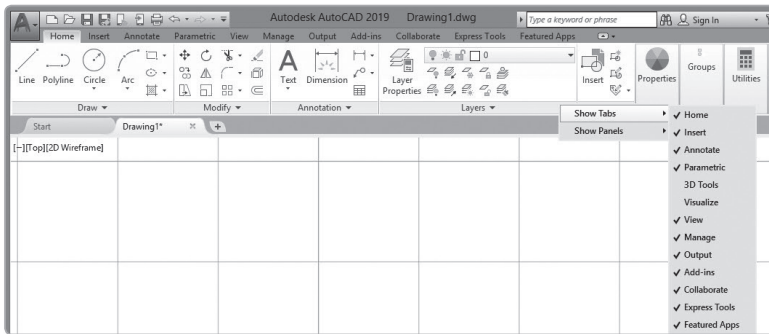 Autodesk AutoCAD 2019 Drawing1.dwg Type a keyword or phrase Sign In
Home Insert Annotate Parametric View Manage Output Add-ins Collaborate Express Tools Featured Apps
0
Line Polyline Circle Arc Text Dimension Layer Properties Insert Properties Groups Utilities
Draw Modify Annotation Layers
Start Drawing1* +
[−][Top][2D Wireframe]
Show Tabs
Show Panels
Home
Insert
Annotate
Parametric
3D Tools
Visualize
View
Manage
Output
Add-ins
Collaborate
Express Tools
Featured Apps